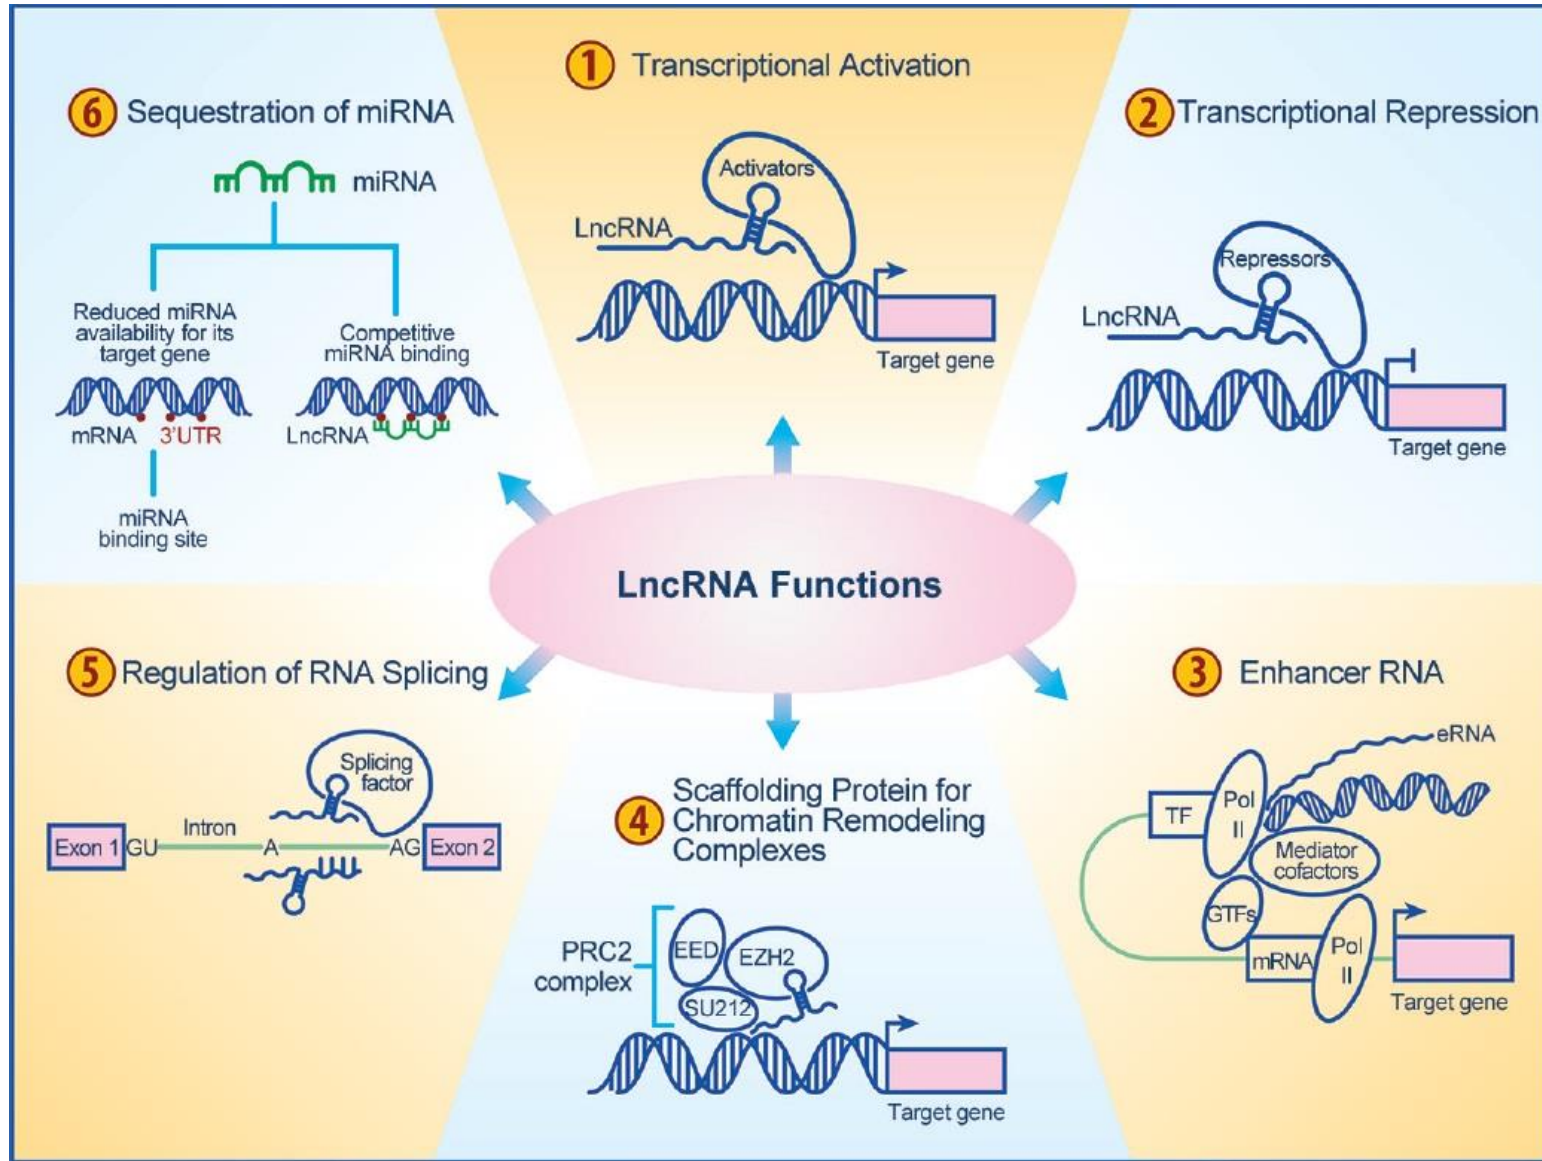 1 Transcriptional Activation
Activators
LncRNA
Target gene
2 Transcriptional Repression
Repressors
LncRNA
Target gene
3 Enhancer RNA
eRNA
TF
Pol
II
Mediator
cofactors
GTFs
mRNA
Pol
II
Target gene
4 Scaffolding Protein for
Chromatin Remodeling
Complexes
PRC2
complex
EED
EZH2
SU212
Target gene
5 Regulation of RNA Splicing
Splicing
factor
Intron
Exon 1 GU A AG Exon 2
6 Sequestration of miRNA
miRNA
Reduced miRNA
availability for its
target gene
mRNA 3'UTR
miRNA
binding site
Competitive
miRNA binding
LncRNA
LncRNA Functions